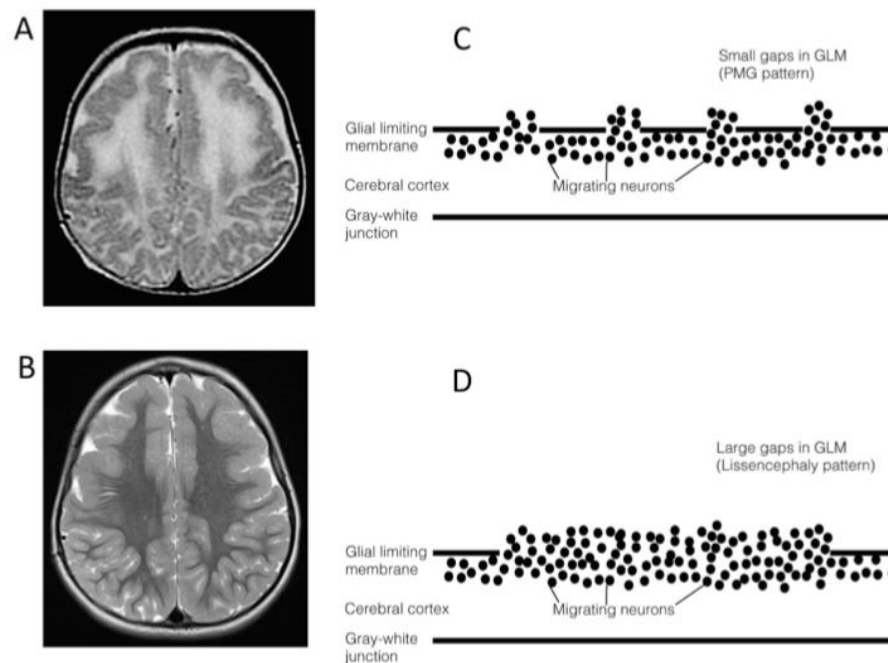 A
C
Small gaps in GLM
(PMG pattern)
Glial limiting
membrane
Cerebral cortex
Migrating neurons
Gray-white
junction
B
D
Large gaps in GLM
(Lissencephaly pattern)
Glial limiting
membrane
Cerebral cortex
Migrating neurons
Gray-white
junction